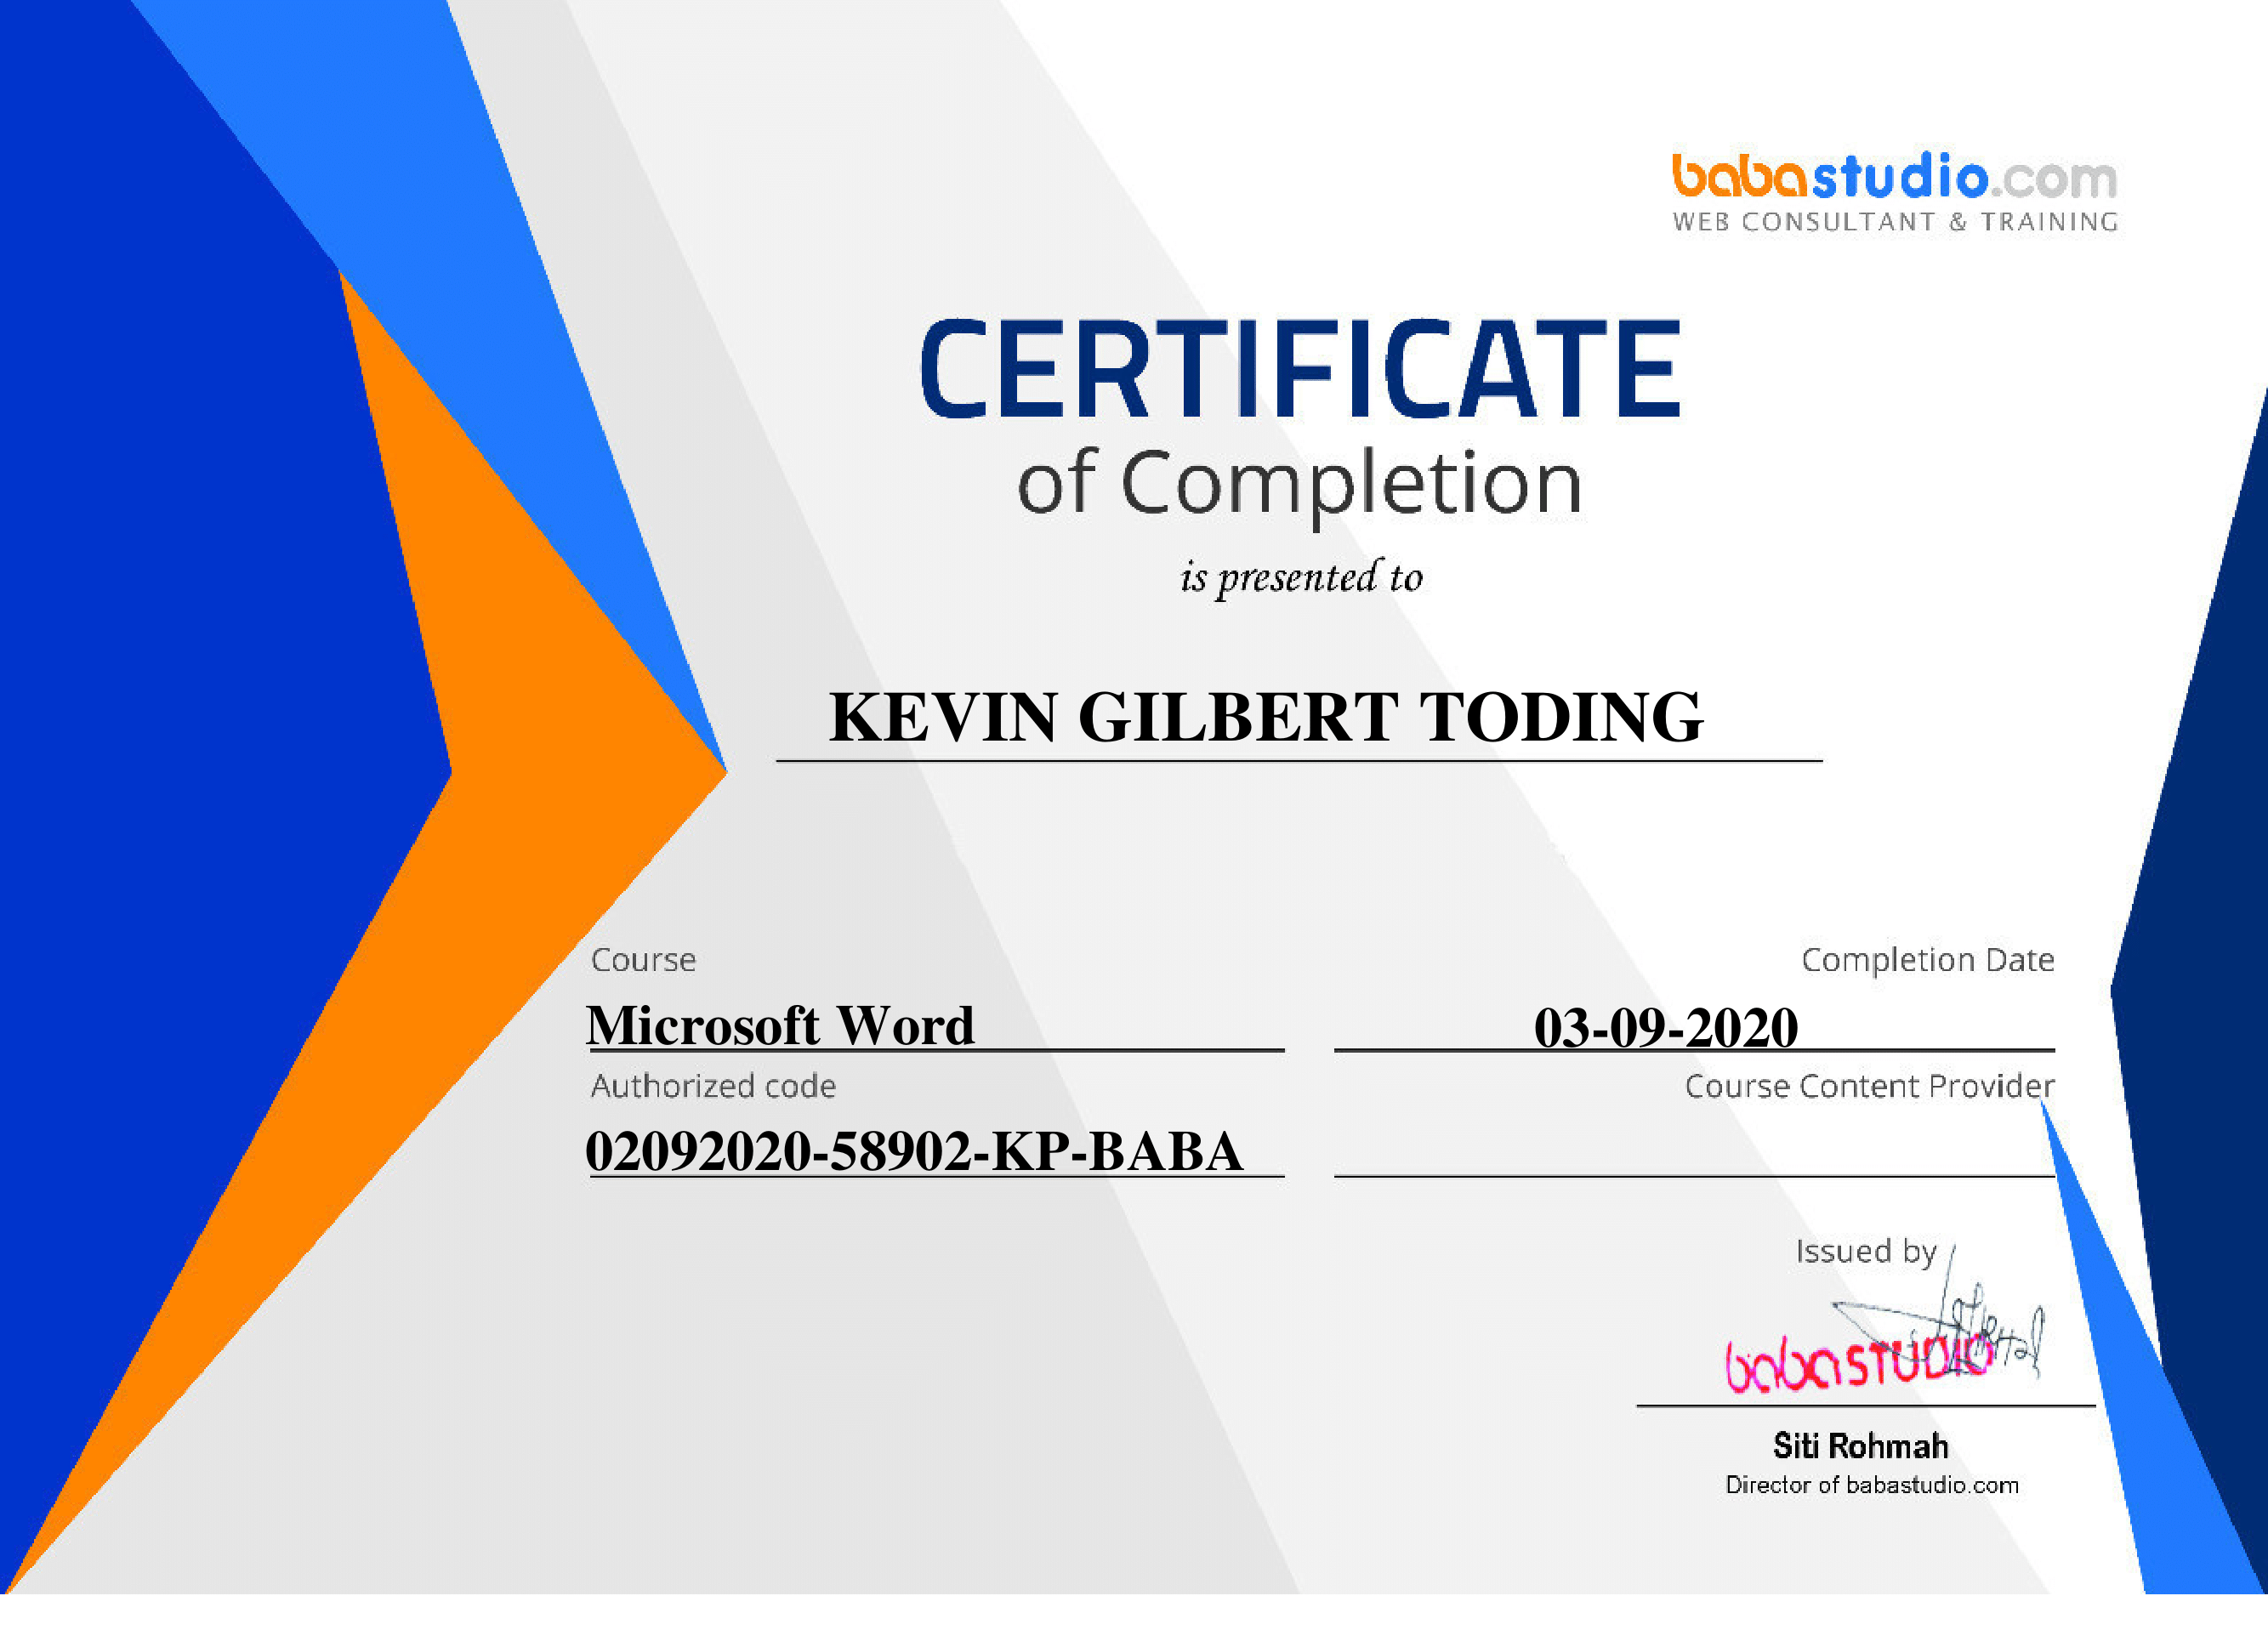 babastudio.com
WEB CONSULTANT & TRAINING
CERTIFICATE
of Completion
is presented to
KEVIN GILBERT TODING
Course
Completion Date
Microsoft Word
03-09-2020
Authorized code
Course Content Provider
02092020-58902-KP-BABA
Issued by
babaSTUDIO
Siti Rohmah
Director of babastudio.com